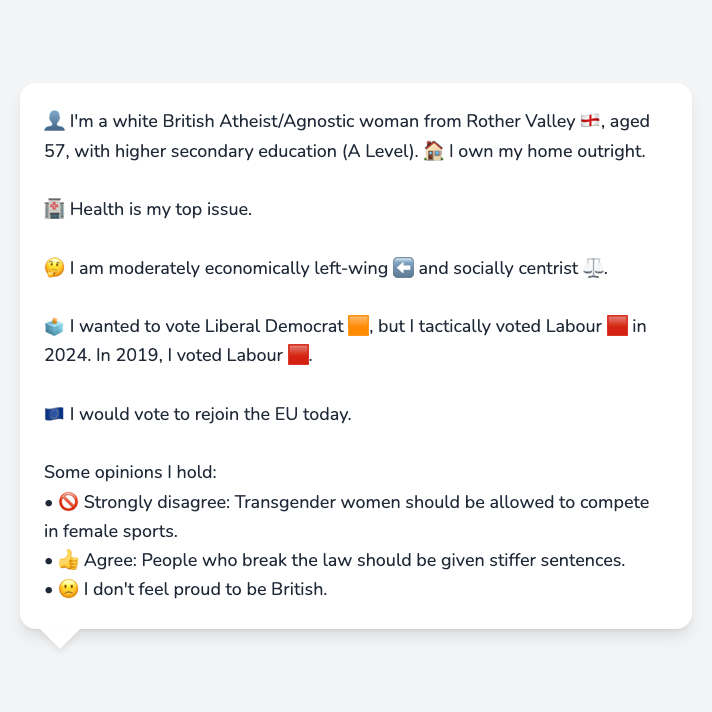 👤 I'm a white British Atheist/Agnostic woman from Rother Valley 🏴󠁧󠁢󠁥󠁮󠁧󠁿, aged
57, with higher secondary education (A Level). 🏠 I own my home outright.
🏥 Health is my top issue.
🤔 I am moderately economically left-wing ⬅️ and socially centrist ⚖️.
🗳️ I wanted to vote Liberal Democrat 🟧, but I tactically voted Labour 🟥 in
2024. In 2019, I voted Labour 🟥.
🇪🇺 I would vote to rejoin the EU today.
Some opinions I hold:
• 🚫 Strongly disagree: Transgender women should be allowed to compete
in female sports.
• 👍 Agree: People who break the law should be given stiffer sentences.
• 🙁 I don't feel proud to be British.